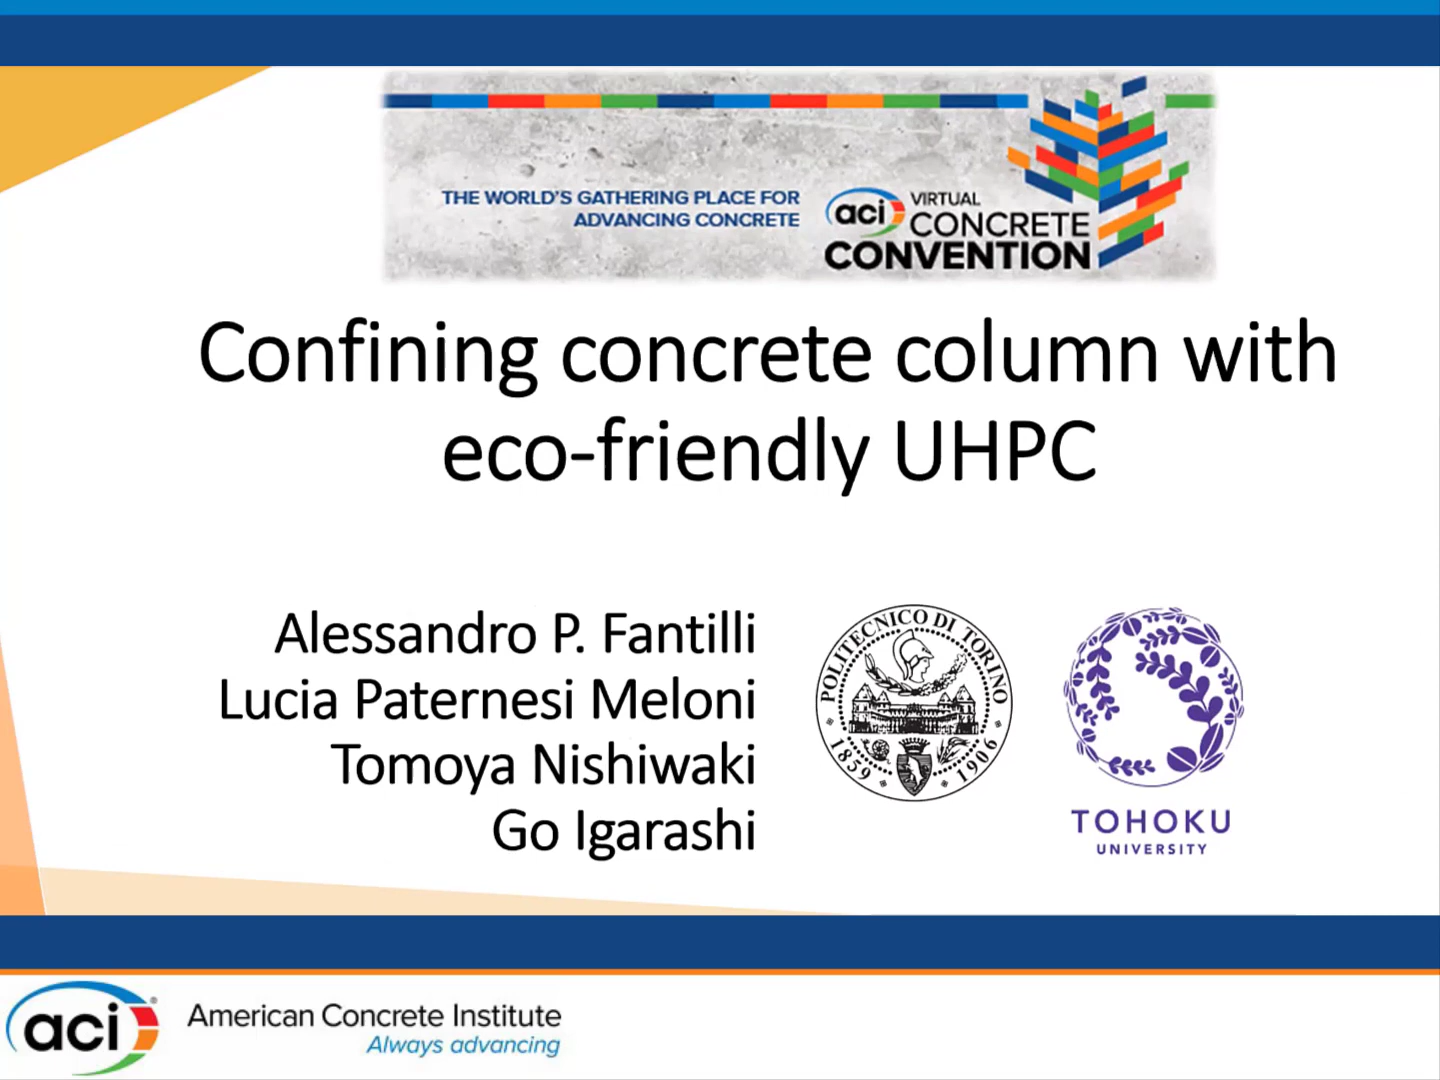 THE WORLD'S GATHERING PLACE FOR
ADVANCING CONCRETE
aci VIRTUAL
CONCRETE
CONVENTION
Confining concrete column with
eco-friendly UHPC
Alessandro P. Fantilli
Lucia Paternesi Meloni
Tomoya Nishiwaki
Go Igarashi
POLITECNICO DI TORINO
1859 1906
TOHOKU
UNIVERSITY
aci®
American Concrete Institute
Always advancing